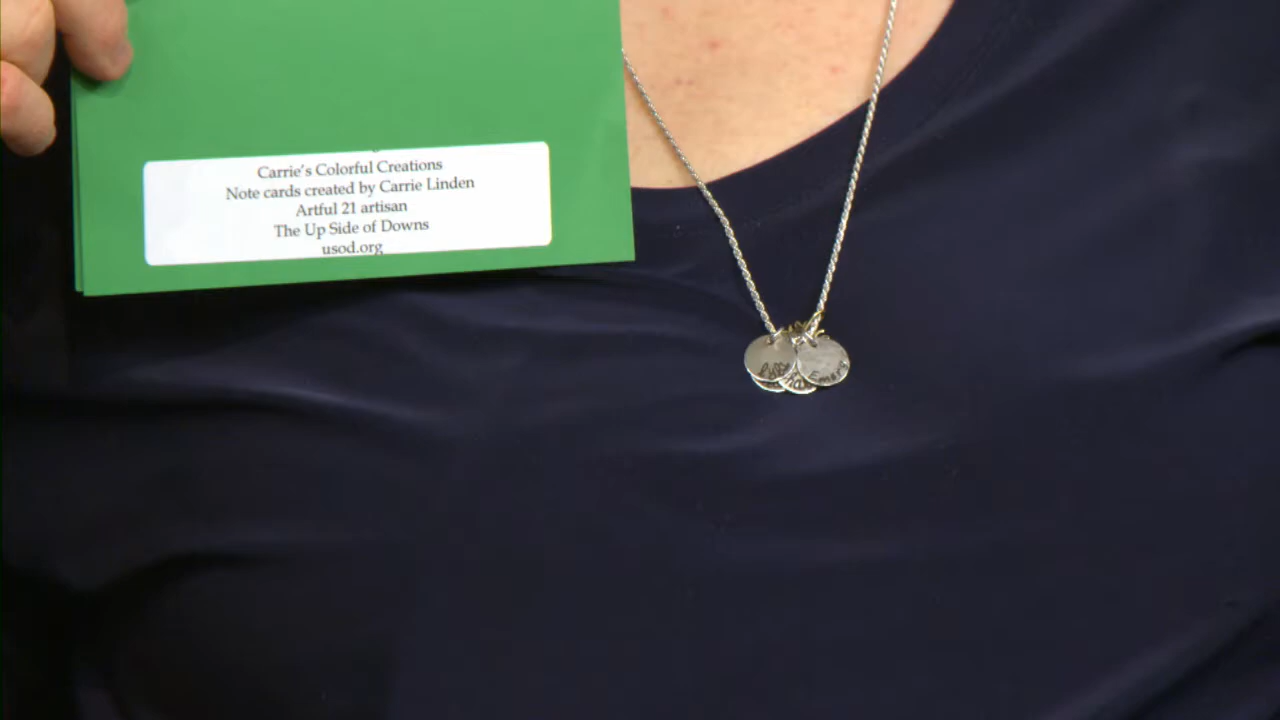 Carrie's Colorful Creations
Note cards created by Carrie Linden
Artful 21 artisan
The Up Side of Downs
usod.org